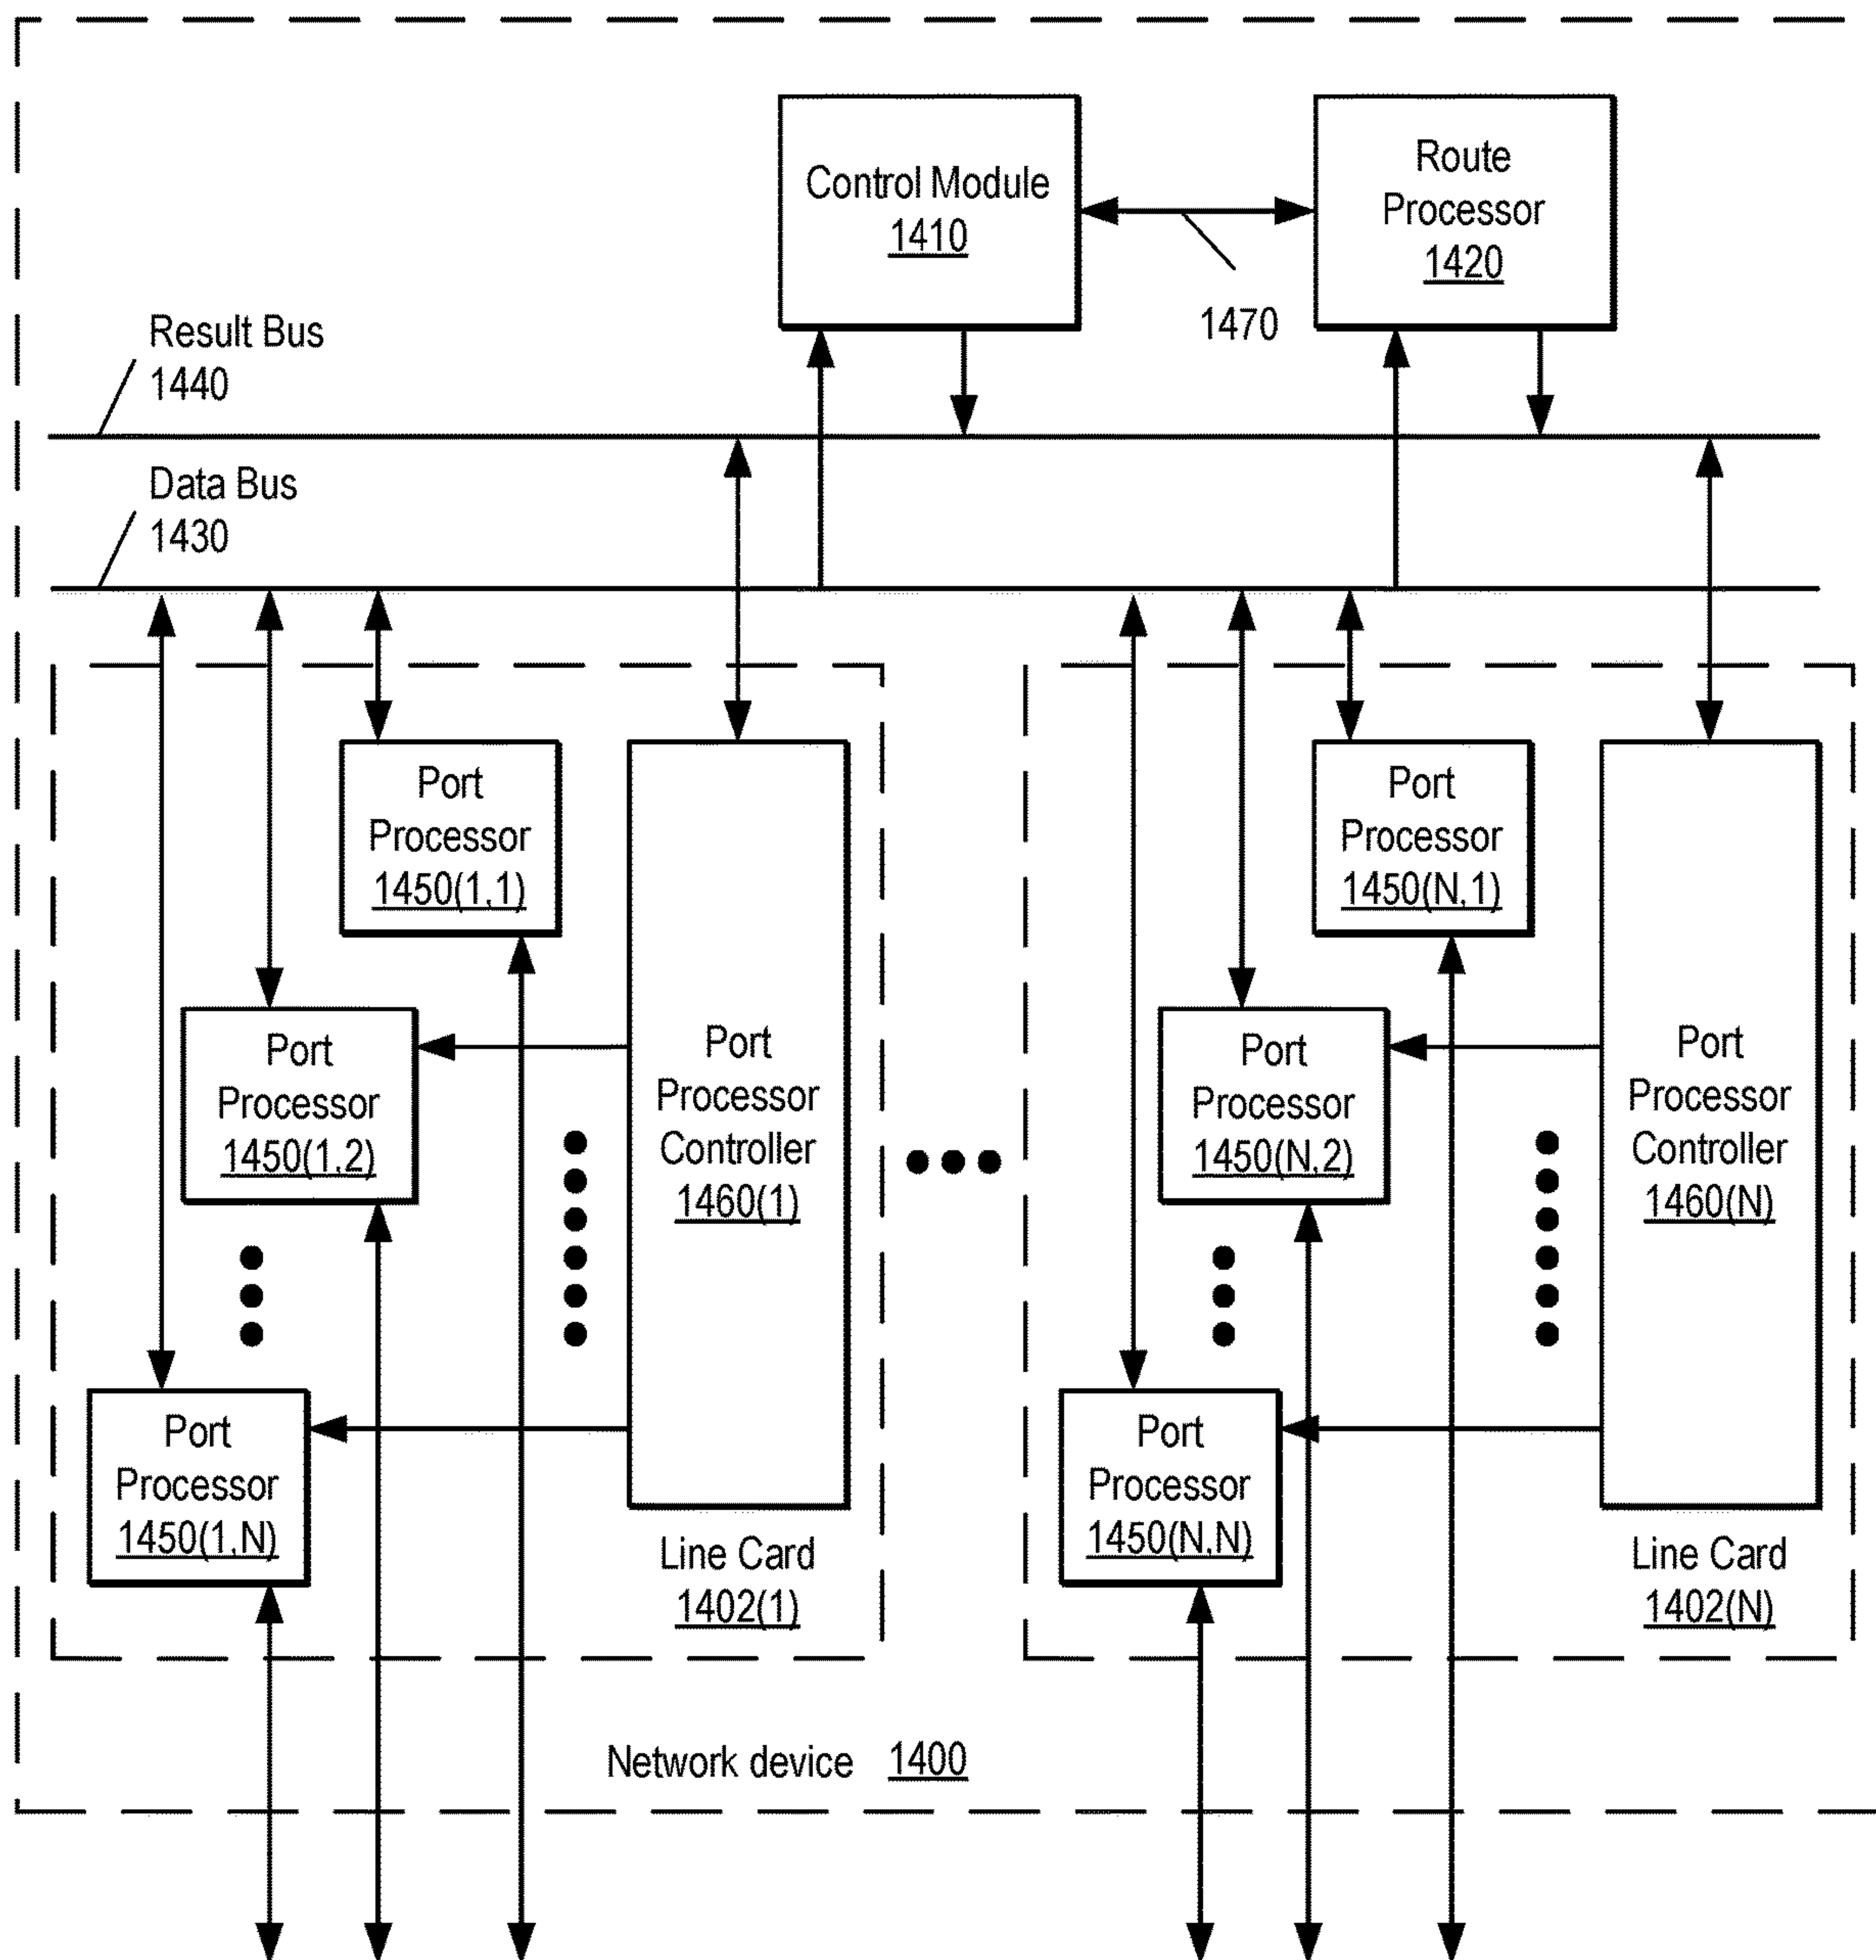 Control Module
1410
Route
Processor
1420
1470
Result Bus
1440
Data Bus
1430
Port
Processor
1450(1,1)
Port
Processor
1450(1,2)
Port
Processor
1450(1,N)
Port
Processor
Controller
1460(1)
Line Card
1402(1)
Port
Processor
1450(N,1)
Port
Processor
1450(N,2)
Port
Processor
1450(N,N)
Port
Processor
Controller
1460(N)
Line Card
1402(N)
Network device 1400